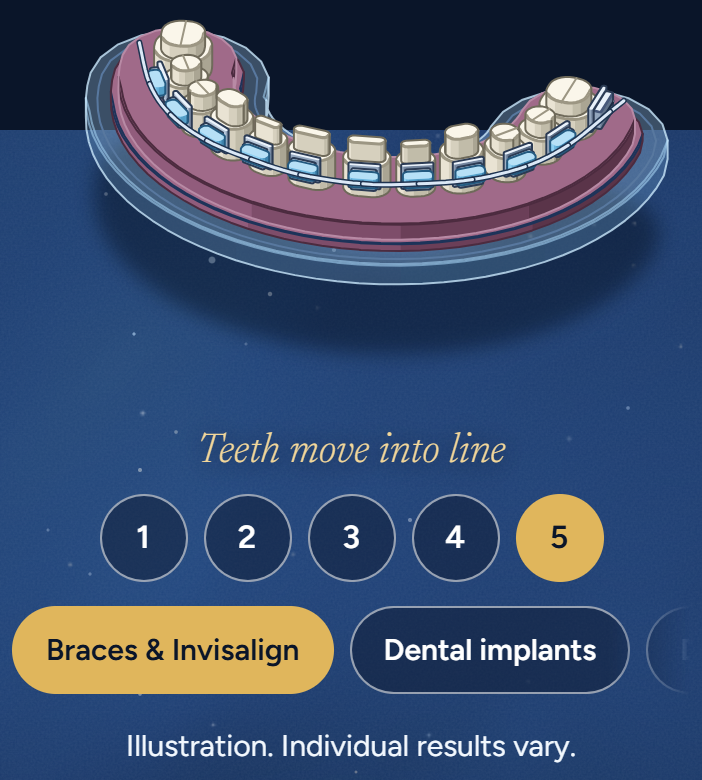 Teeth move into line
1 2 3 4 5
Braces & Invisalign Dental implants
Illustration. Individual results vary.